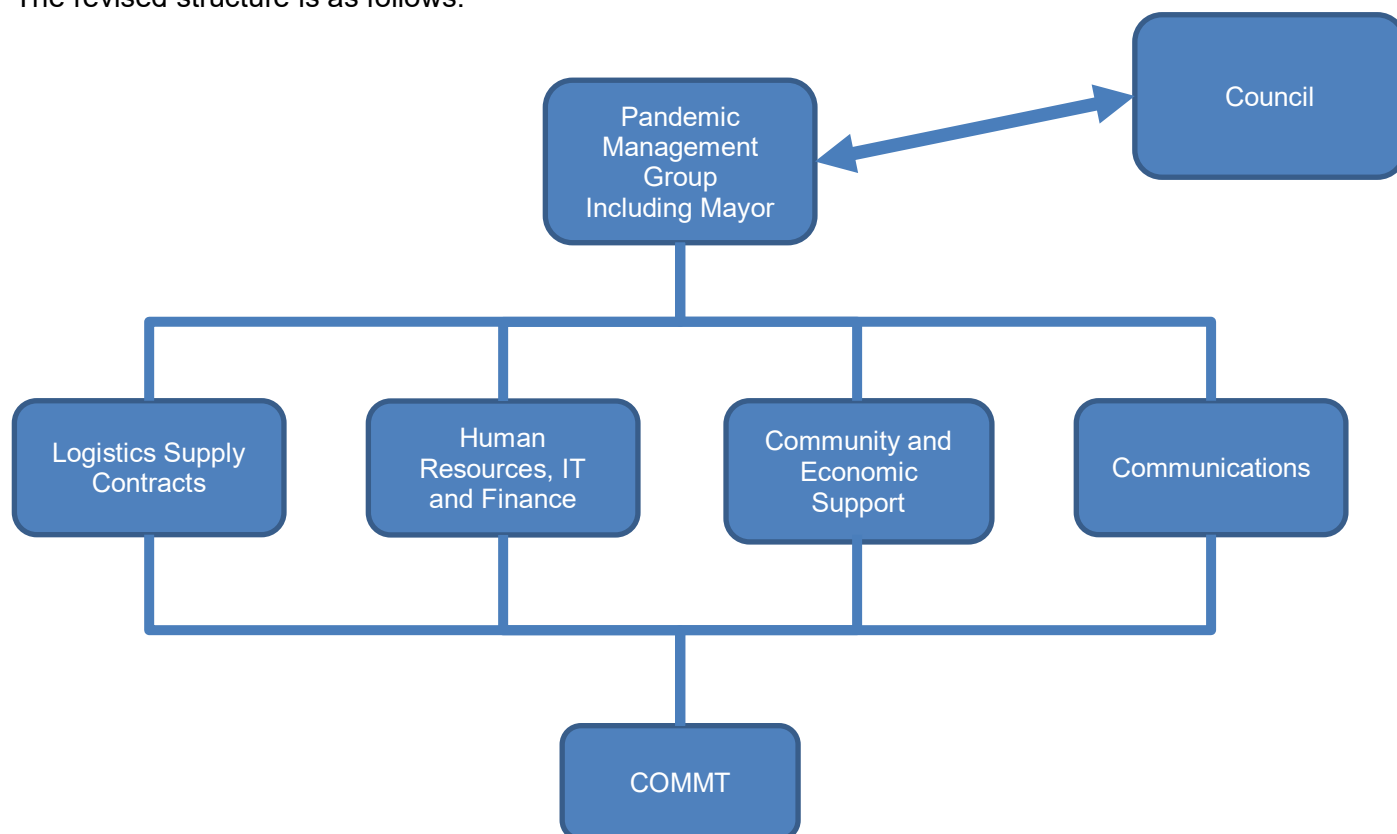 The revised structure is as follows:
Council
Pandemic
Management
Group
Including Mayor
Logistics Supply
Contracts
Human
Resources, IT
and Finance
Community and
Economic
Support
Communications
COMMT